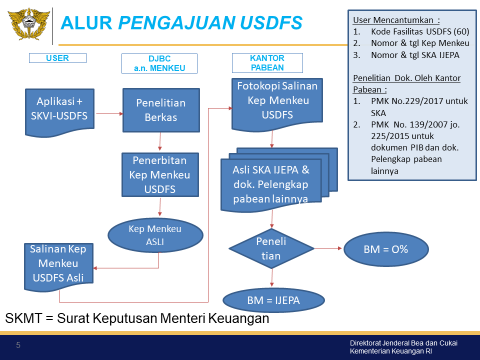 ALUR PENGAJUAN USDFS
USER
DJBC
a.n. MENKEU
KANTOR
PABEAN
Aplikasi +
SKVI-USDFS
Penelitian
Berkas
Penerbitan
Kep Menkeu
USDFS
Kep Menkeu
ASLI
Salinan Kep
Menkeu
USDFS Asli
Fotokopi Salinan
Kep Menkeu
USDFS
Asli SKA IJEPA &
dok. Pelengkap
pabean lainnya
Peneli
tian
BM = 0%
BM = IJEPA
User Mencantumkan :
1. Kode Fasilitas USDFS (60)
2. Nomor & tgl Kep Menkeu
3. Nomor & tgl SKA IJEPA
Penelitian Dok. Oleh Kantor
Pabean :
1. PMK No.229/2017 untuk
SKA
2. PMK No. 139/2007 jo.
225/2015 untuk
dokumen PIB dan dok.
Pelengkap pabean
lainnya
SKMT = Surat Keputusan Menteri Keuangan
5
Direktorat Jenderal Bea dan Cukai
Kementerian Keuangan RI